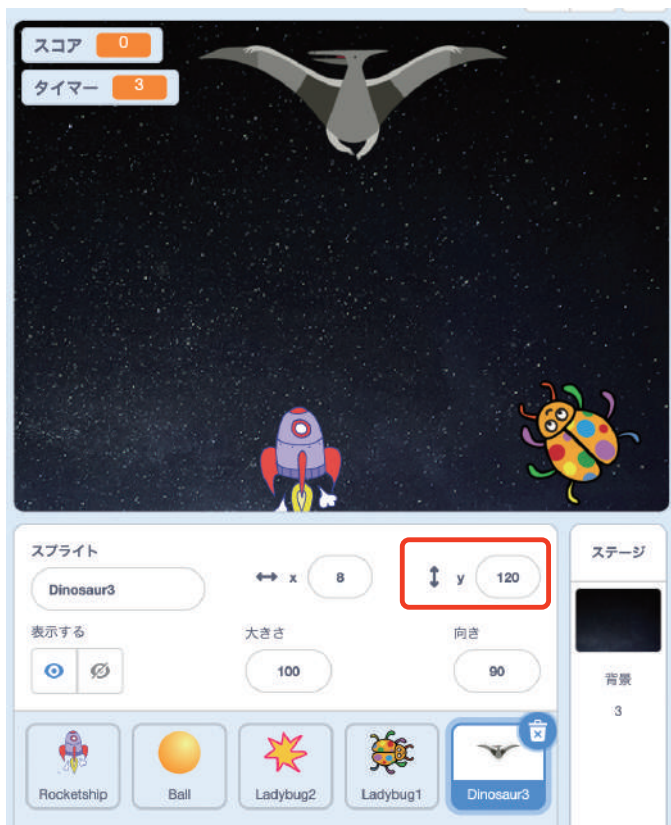 スコア 0
タイマー 3
スプライト
Dinosaur3
x 8
y 120
ステージ
表示する
大きさ
100
向き
90
背景
3
Rocketship
Ball
Ladybug2
Ladybug1
Dinosaur3